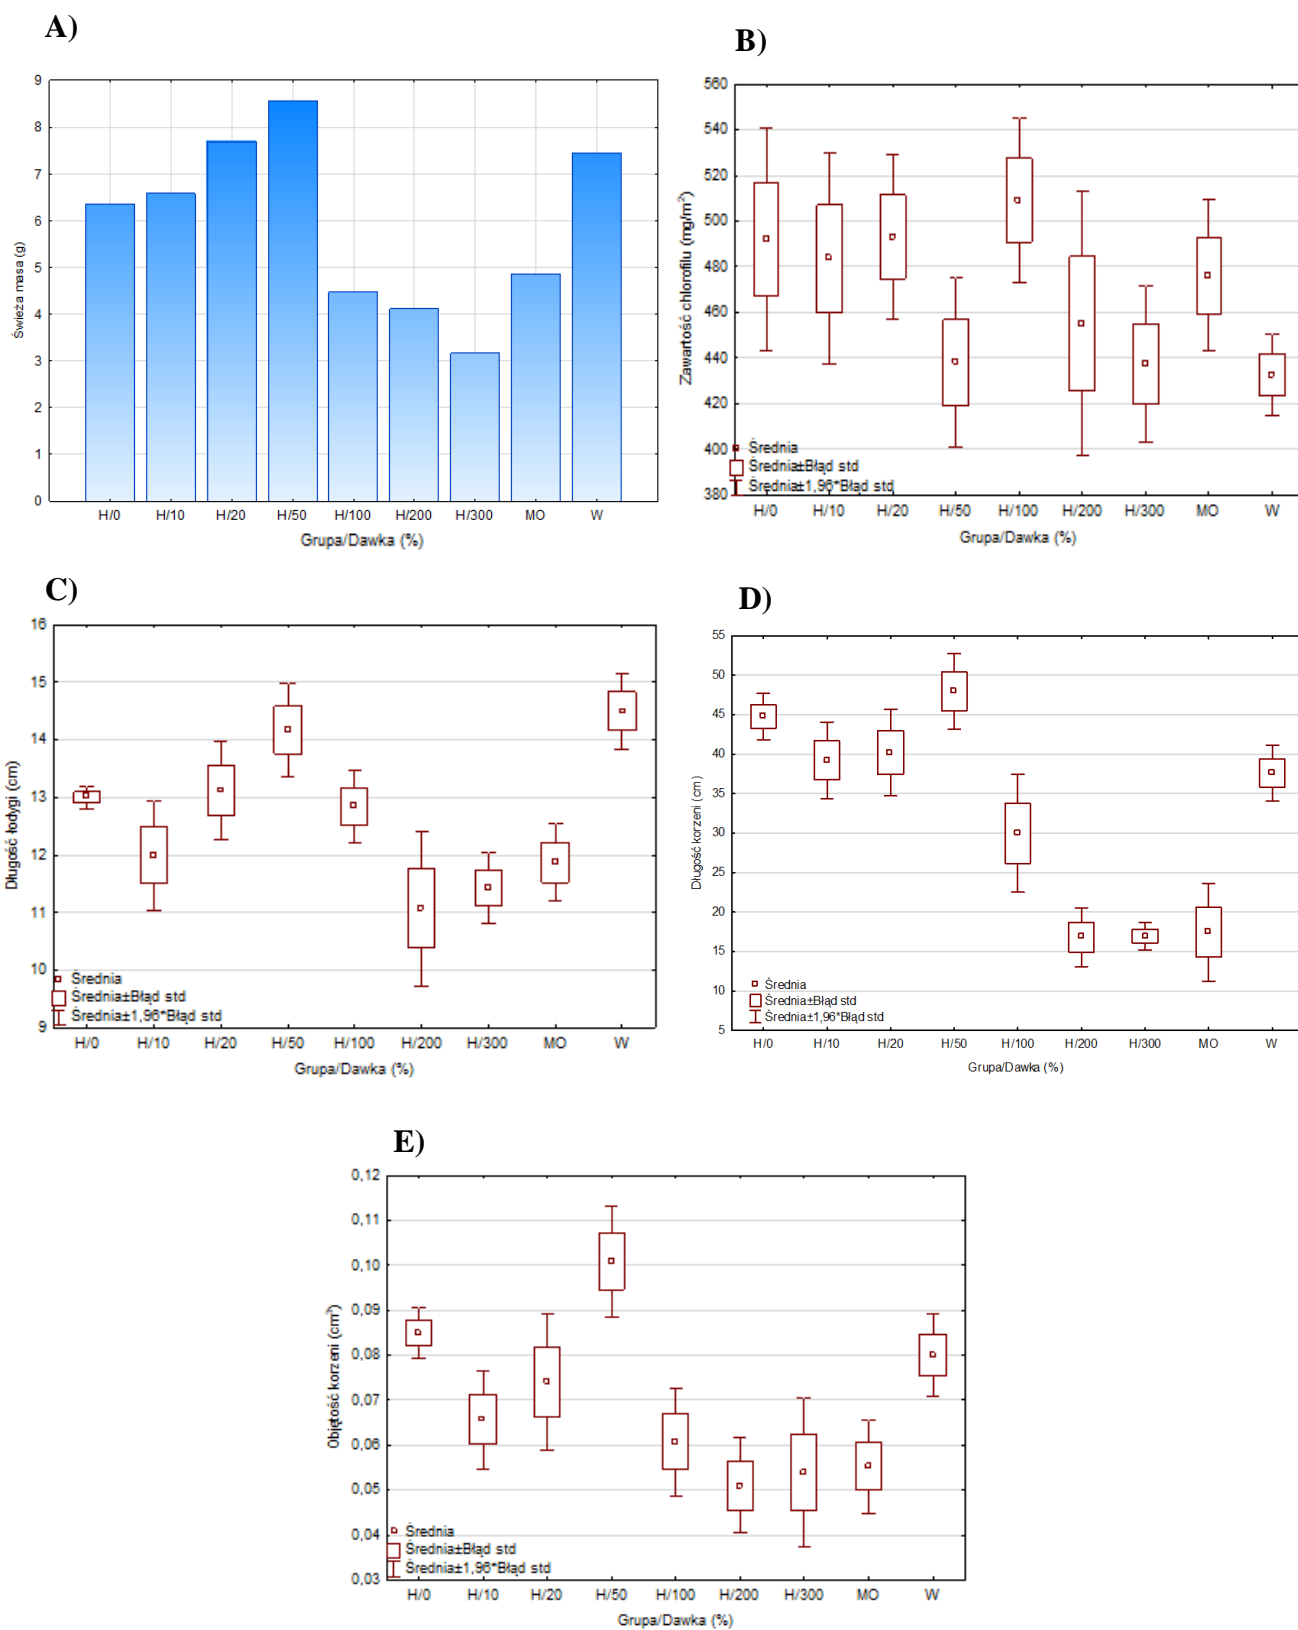 A)
9
8
7
6
5
4
3
2
1
0
Świeża masa (g)
H/0 H/10 H/20 H/50 H/100 H/200 H/300 MO W
Grupa/Dawka (%)
B)
560
540
520
500
480
460
440
420
400
380
Zawartość chlorofilu (mg/m²)
Średnia
Średnia±Błąd std
Średnia±1,96*Błąd std
H/0 H/10 H/20 H/50 H/100 H/200 H/300 MO W
Grupa/Dawka (%)
C)
16
15
14
13
12
11
10
9
Długość łodygi (cm)
Średnia
Średnia±Błąd std
Średnia±1,96*Błąd std
H/0 H/10 H/20 H/50 H/100 H/200 H/300 MO W
Grupa/Dawka (%)
D)
55
50
45
40
35
30
25
20
15
10
5
Długość korzeni (cm)
Średnia
Średnia±Błąd std
Średnia±1,96*Błąd std
H/0 H/10 H/20 H/50 H/100 H/200 H/300 MO W
Grupa/Dawka (%)
E)
0,12
0,11
0,10
0,09
0,08
0,07
0,06
0,05
0,04
0,03
Objętość korzeni (cm³)
Średnia
Średnia±Błąd std
Średnia±1,96*Błąd std
H/0 H/10 H/20 H/50 H/100 H/200 H/300 MO W
Grupa/Dawka (%)